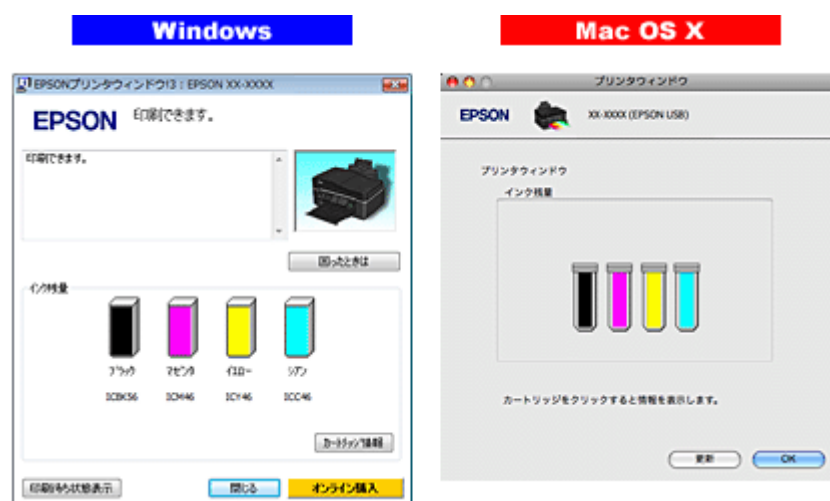 Windows
EPSONプリンタウィンドウ!3 : EPSON XX-XXXX
EPSON
印刷できます。
印刷できます。
困ったときは
インク残量
ブラック マゼンタ イエロー シアン
ICBK56 ICM46 ICY46 ICC46
カートリッジ情報
印刷待ち状態表示
閉じる
オンライン購入
Mac OS X
プリンタウィンドウ
EPSON
XX-XXXX (EPSON USB)
プリンタウィンドウ
インク残量
カートリッジをクリックすると情報を表示します。
更新
OK